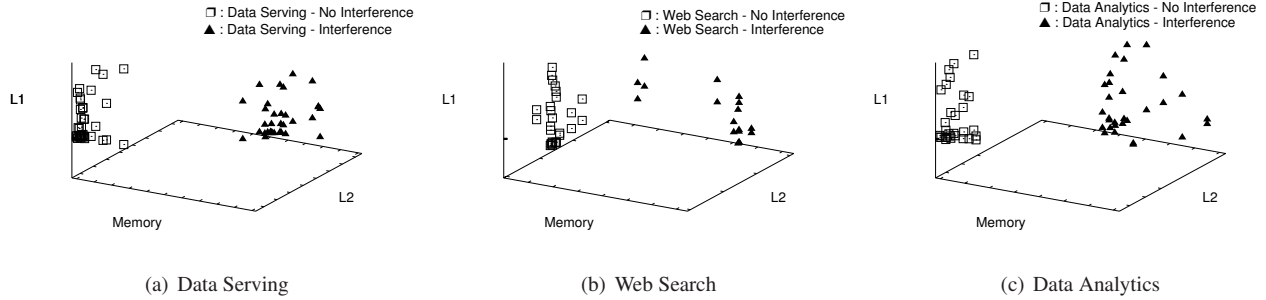 : Data Serving - No Interference
: Data Serving - Interference
L1
L2
Memory
(a) Data Serving
: Web Search - No Interference
: Web Search - Interference
L1
L2
Memory
(b) Web Search
: Data Analytics - No Interference
: Data Analytics - Interference
L1
L2
Memory
(c) Data Analytics